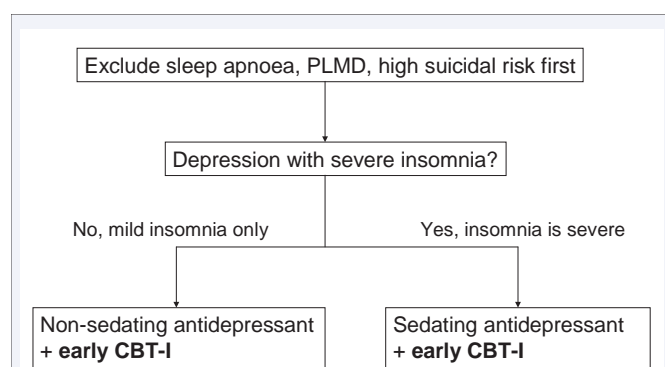 Exclude sleep apnoea, PLMD, high suicidal risk first
Depression with severe insomnia?
No, mild insomnia only
Yes, insomnia is severe
Non-sedating antidepressant
+ early CBT-I
Sedating antidepressant
+ early CBT-I